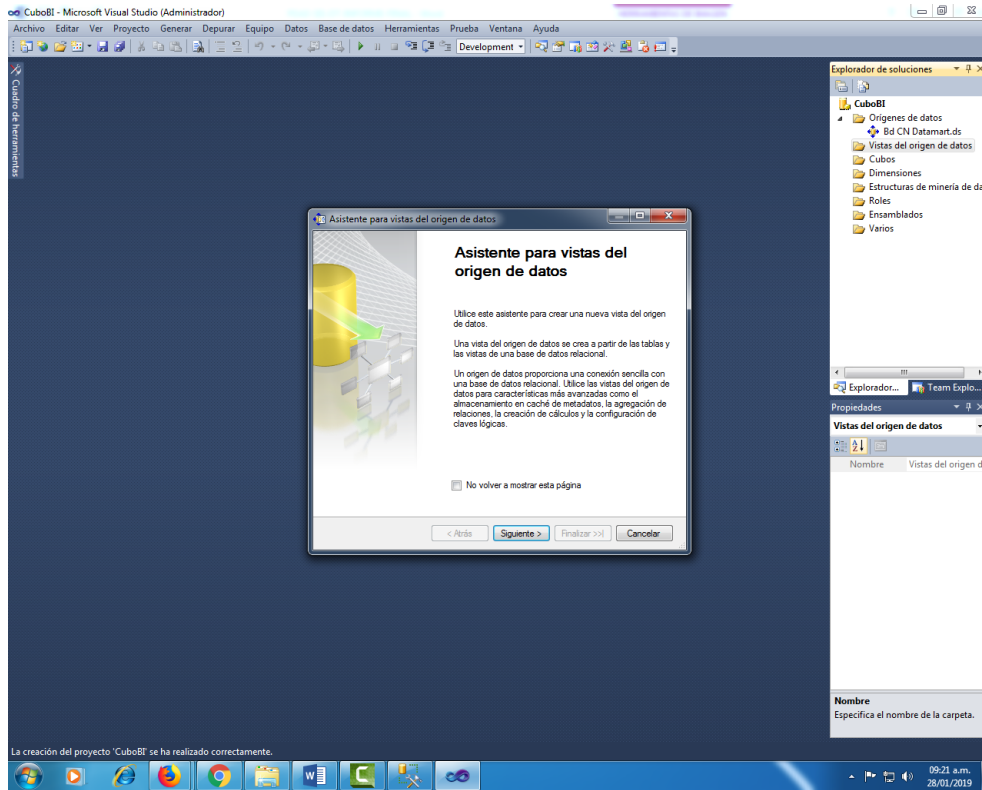 CuboBI - Microsoft Visual Studio (Administrador)
Archivo Editar Ver Proyecto Generar Depurar Equipo Datos Base de datos Herramientas Prueba Ventana Ayuda
Development
Cuadro de herramientas
Explorador de soluciones
CuboBI
Orígenes de datos
Bd CN Datamart.ds
Vistas del origen de datos
Cubos
Dimensiones
Estructuras de minería de da
Roles
Ensamblados
Varios
Explorador... Team Explo...
Propiedades
Vistas del origen de datos
Nombre Vistas del origen d
Nombre
Especifica el nombre de la carpeta.
Asistente para vistas del origen de datos
Asistente para vistas del
origen de datos
Utilice este asistente para crear una nueva vista del origen
de datos.
Una vista del origen de datos se crea a partir de las tablas y
las vistas de una base de datos relacional.
Un origen de datos proporciona una conexión sencilla con
una base de datos relacional. Utilice las vistas del origen de
datos para características más avanzadas como el
almacenamiento en caché de metadatos, la agregación de
relaciones, la creación de cálculos y la configuración de
claves lógicas.
No volver a mostrar esta página
< Atrás Siguiente > Finalizar >>| Cancelar
La creación del proyecto 'CuboBI' se ha realizado correctamente.
09:21 a.m.
28/01/2019